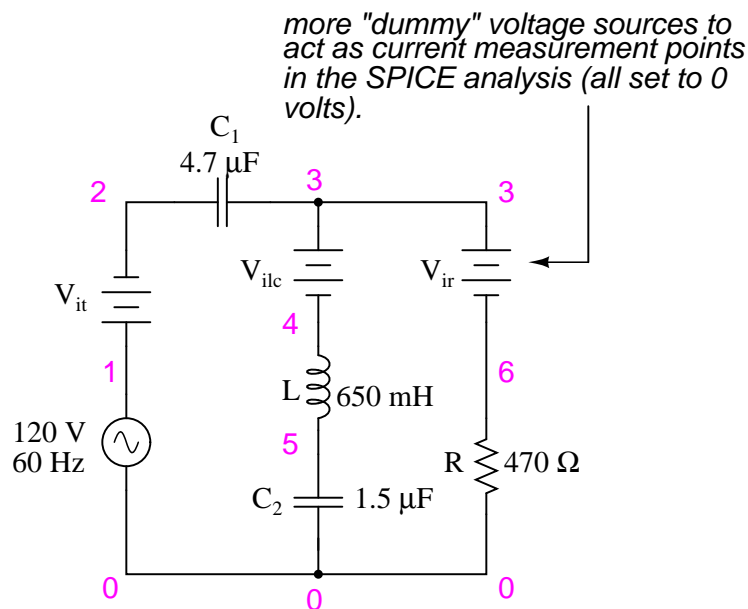 more "dummy" voltage sources to
act as current measurement points
in the SPICE analysis (all set to 0
volts).
C₁
4.7 μF
2
3
3
Vit
Vilc
Vir
4
1
6
L
650 mH
120 V
60 Hz
5
R
470 Ω
C₂
1.5 μF
0
0
0